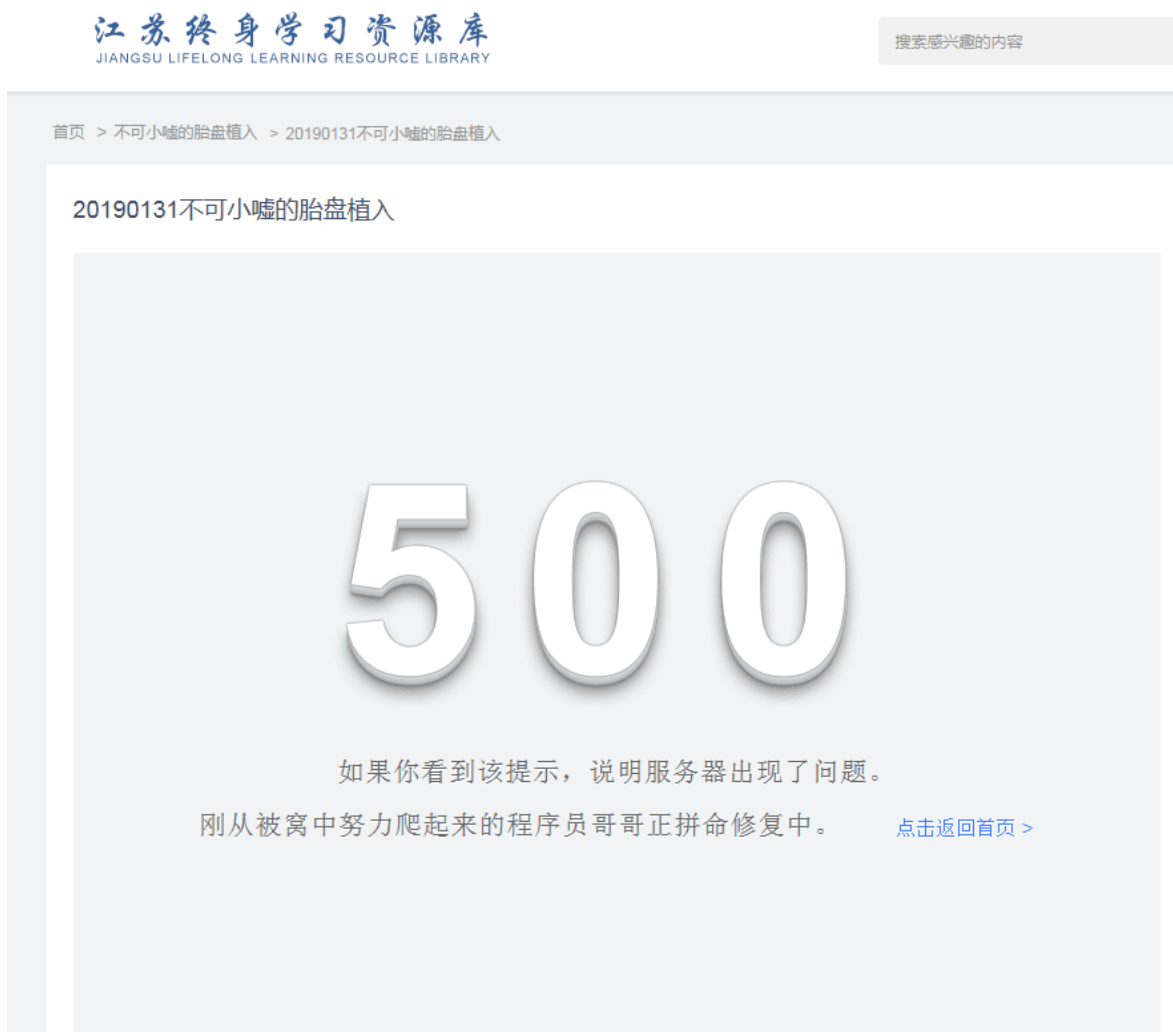 江苏终身学习资源库
JIANGSU LIFELONG LEARNING RESOURCE LIBRARY
搜索感兴趣的内容
首页 > 不可小嘘的胎盘植入 > 20190131不可小嘘的胎盘植入
20190131不可小嘘的胎盘植入
500
如果你看到该提示，说明服务器出现了问题。
刚从被窝中努力爬起来的程序员哥哥正拼命修复中。 点击返回首页 >